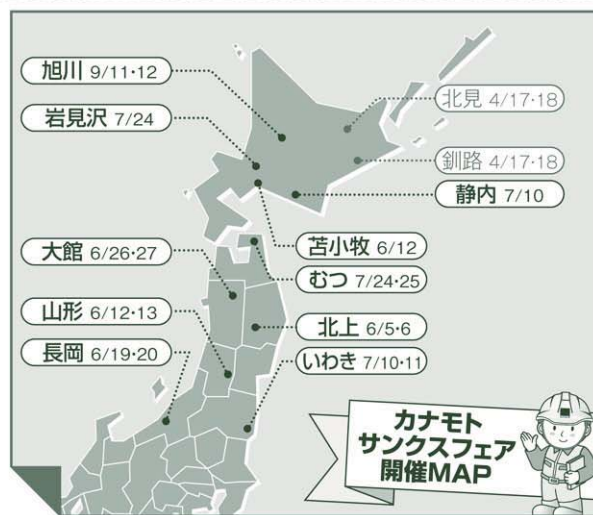 旭川 9/11・12
岩見沢 7/24
北見 4/17・18
釧路 4/17・18
静内 7/10
苫小牧 6/12
むつ 7/24・25
大館 6/26・27
山形 6/12・13
長岡 6/19・20
北上 6/5・6
いわき 7/10・11
カナモト
サンクスフェア
開催MAP